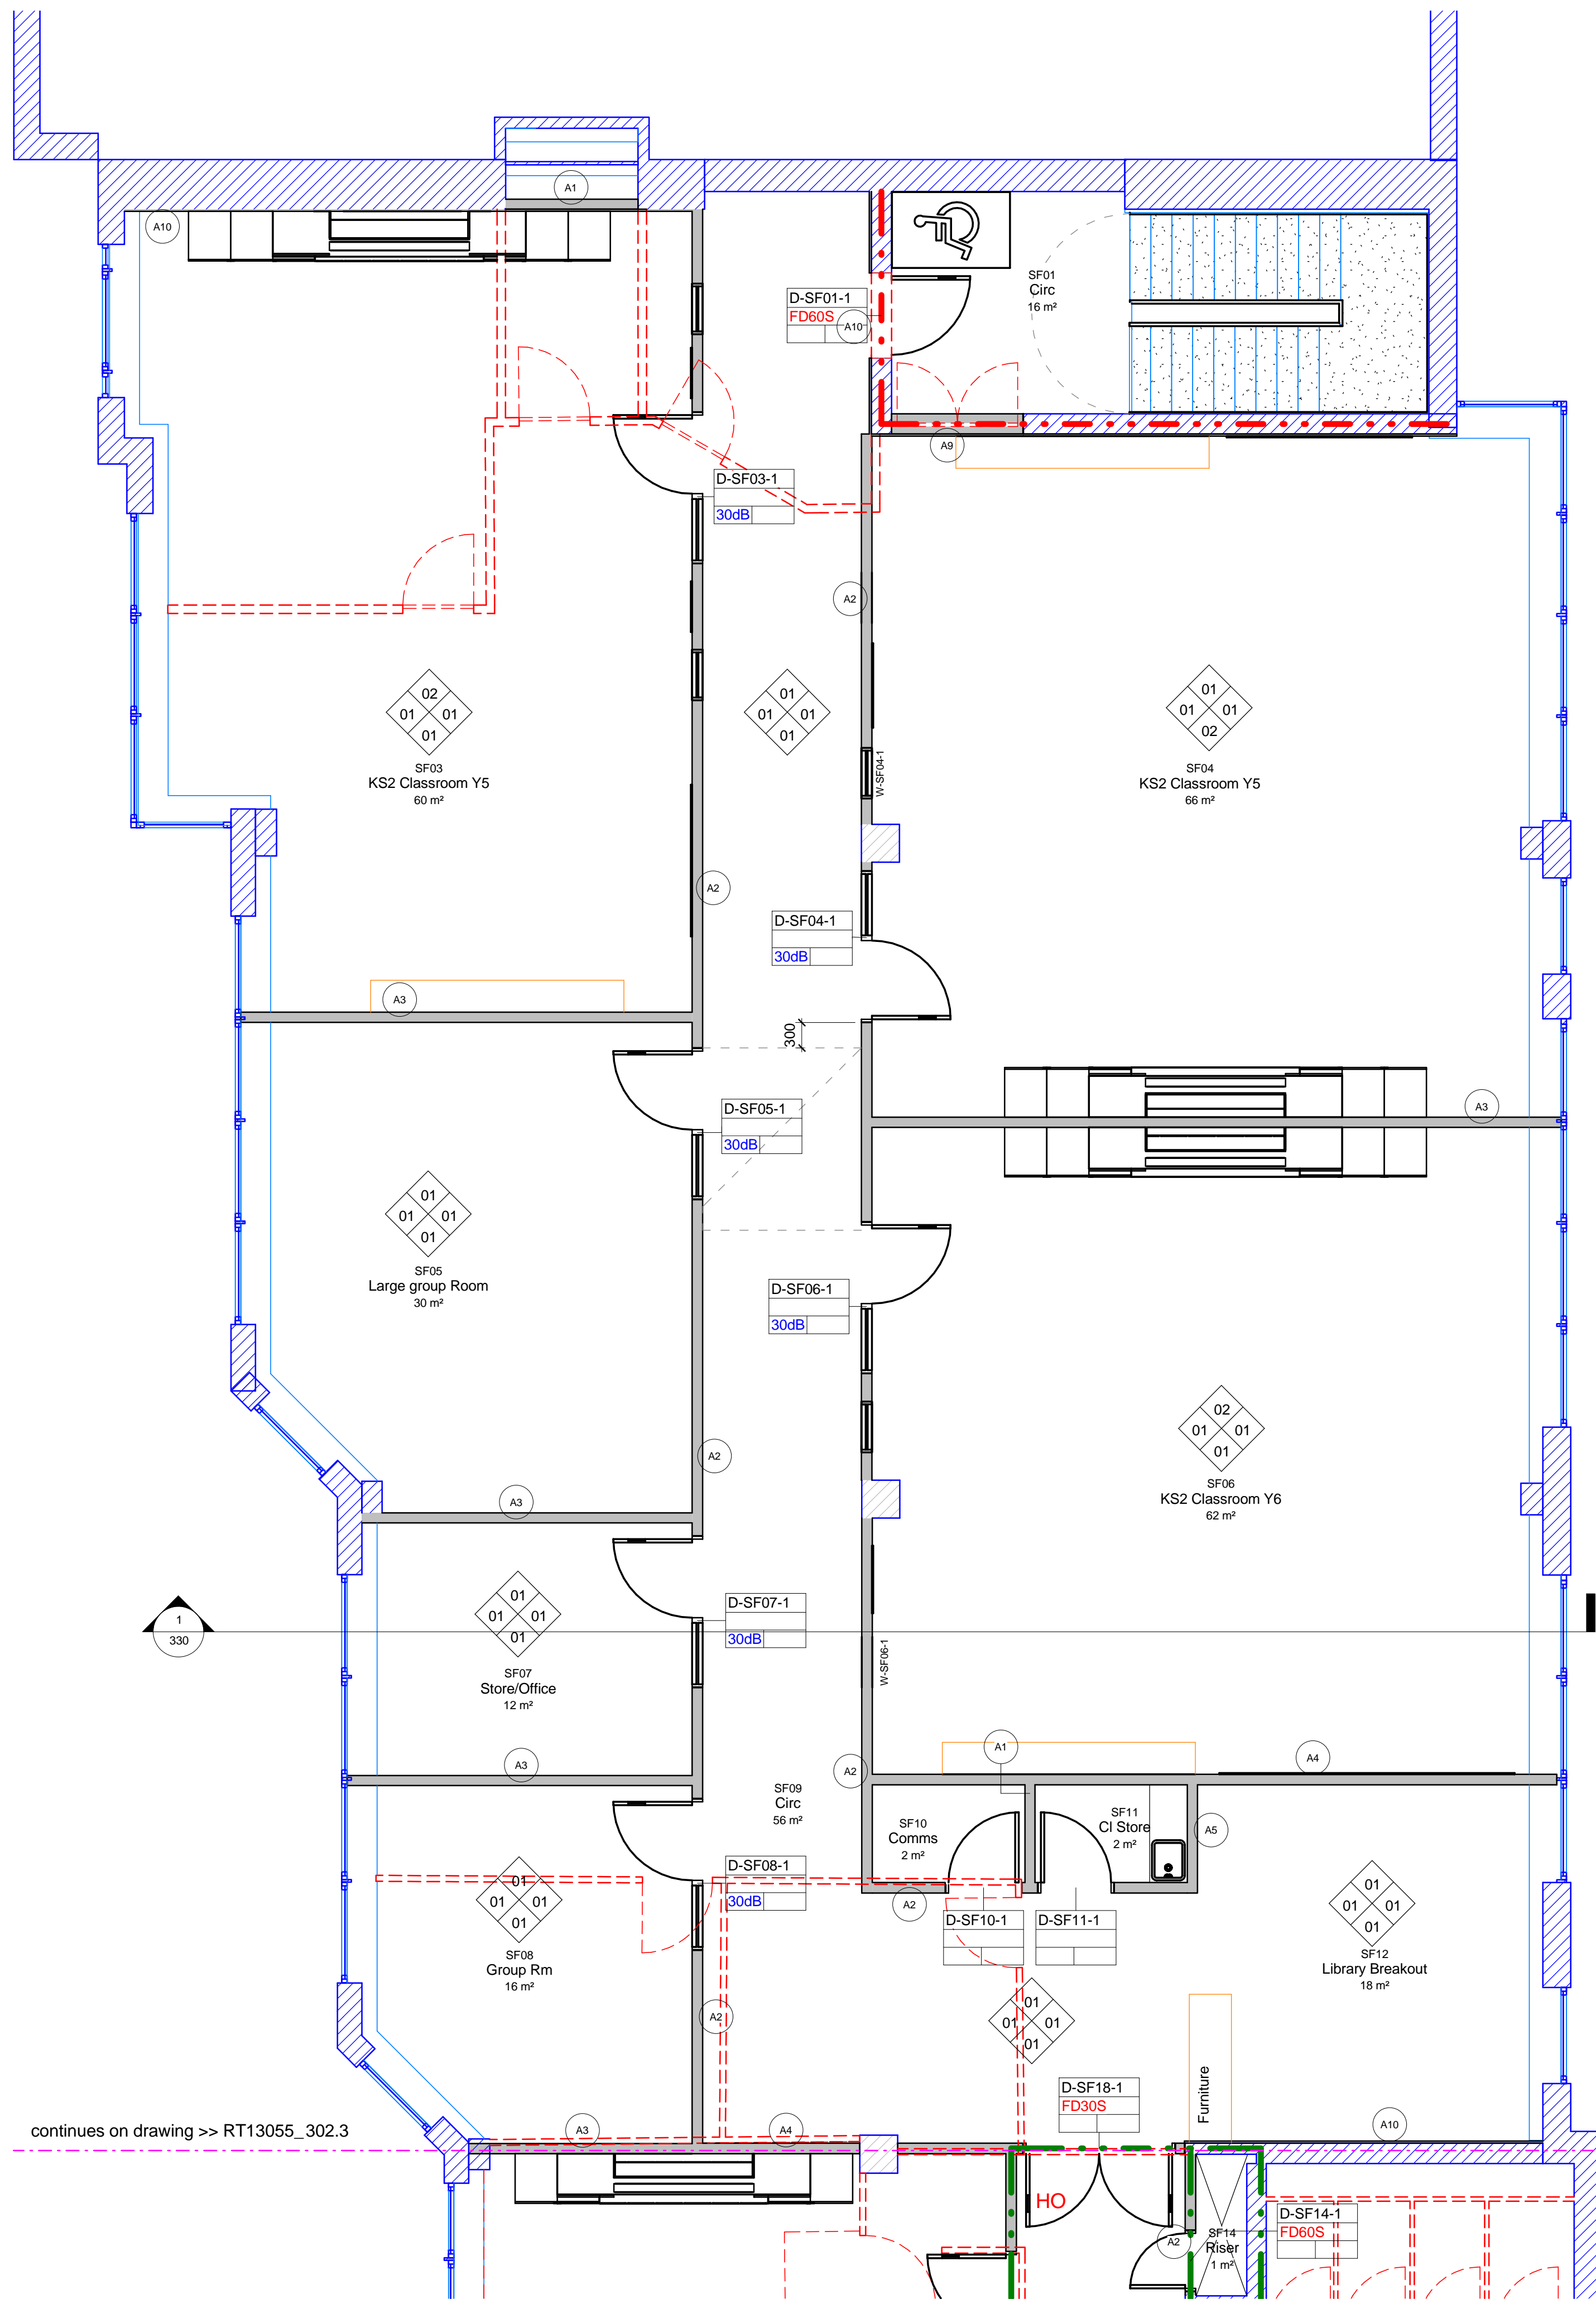 A1
A10
SF01
Circ
16 m²
D-SF01-1
FD60S
A10
A9
D-SF03-1
30dB
A2
02
01 01
01
SF03
KS2 Classroom Y5
60 m²
01
01 01
01
01
01 01
02
SF04
KS2 Classroom Y5
66 m²
W-SF04-1
A2
D-SF04-1
30dB
A3
300
D-SF05-1
30dB
A3
01
01 01
01
SF05
Large group Room
30 m²
D-SF06-1
30dB
A2
02
01 01
01
SF06
KS2 Classroom Y6
62 m²
A3
1
330
01
01 01
01
SF07
Store/Office
12 m²
D-SF07-1
30dB
W-SF06-1
A3
A2
A1
A4
SF09
Circ
56 m²
SF10
Comms
2 m²
SF11
Cl Store
2 m²
A5
D-SF08-1
30dB
01
01 01
01
SF08
Group Rm
16 m²
A2
D-SF10-1
D-SF11-1
01
01 01
01
SF12
Library Breakout
18 m²
A2
01
01 01
01
Furniture
D-SF18-1
FD30S
continues on drawing >> RT13055_302.3
A3
A4
A10
HO
A2
SF14
Riser
1 m²
D-SF14-1
FD60S